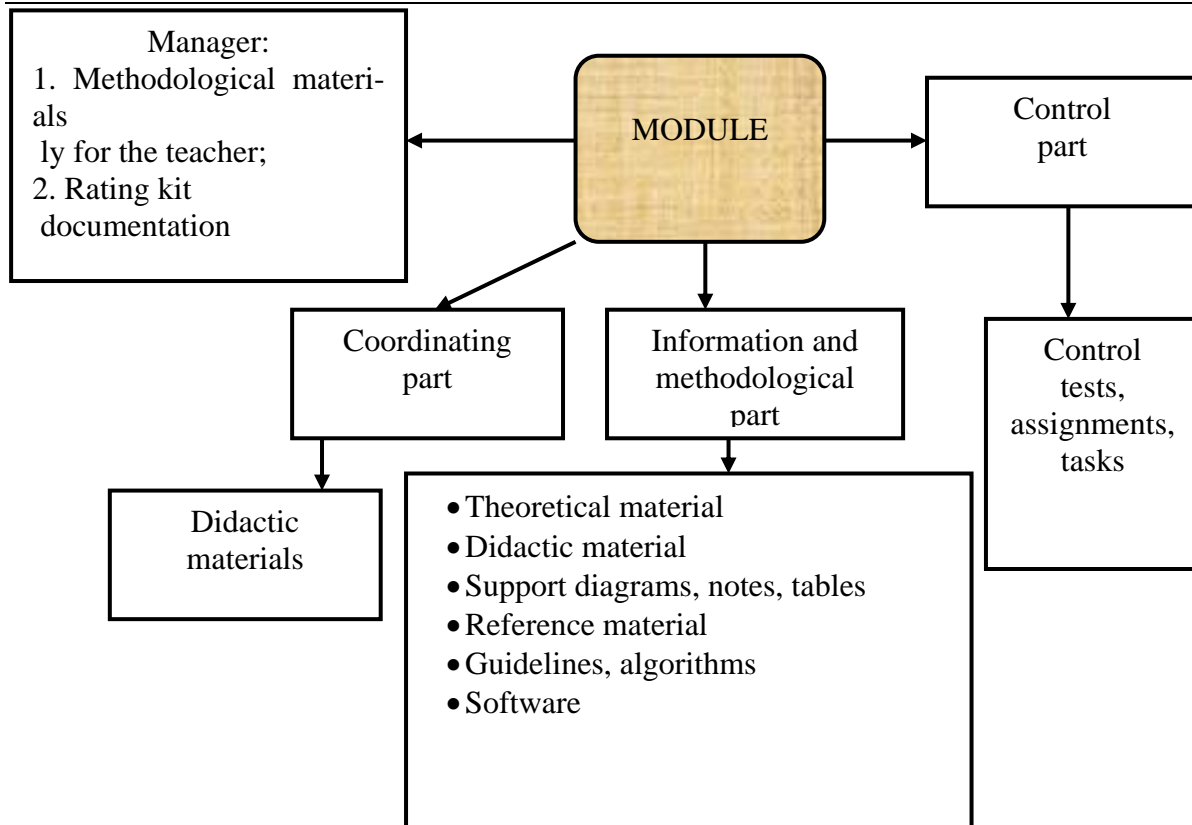 Manager:
1. Methodological materi-
als
ly for the teacher;
2. Rating kit
documentation
MODULE
Control
part
Coordinating
part
Information and
methodological
part
Control
tests,
assignments,
tasks
Didactic
materials
•Theoretical material
•Didactic material
•Support diagrams, notes, tables
•Reference material
•Guidelines, algorithms
•Software